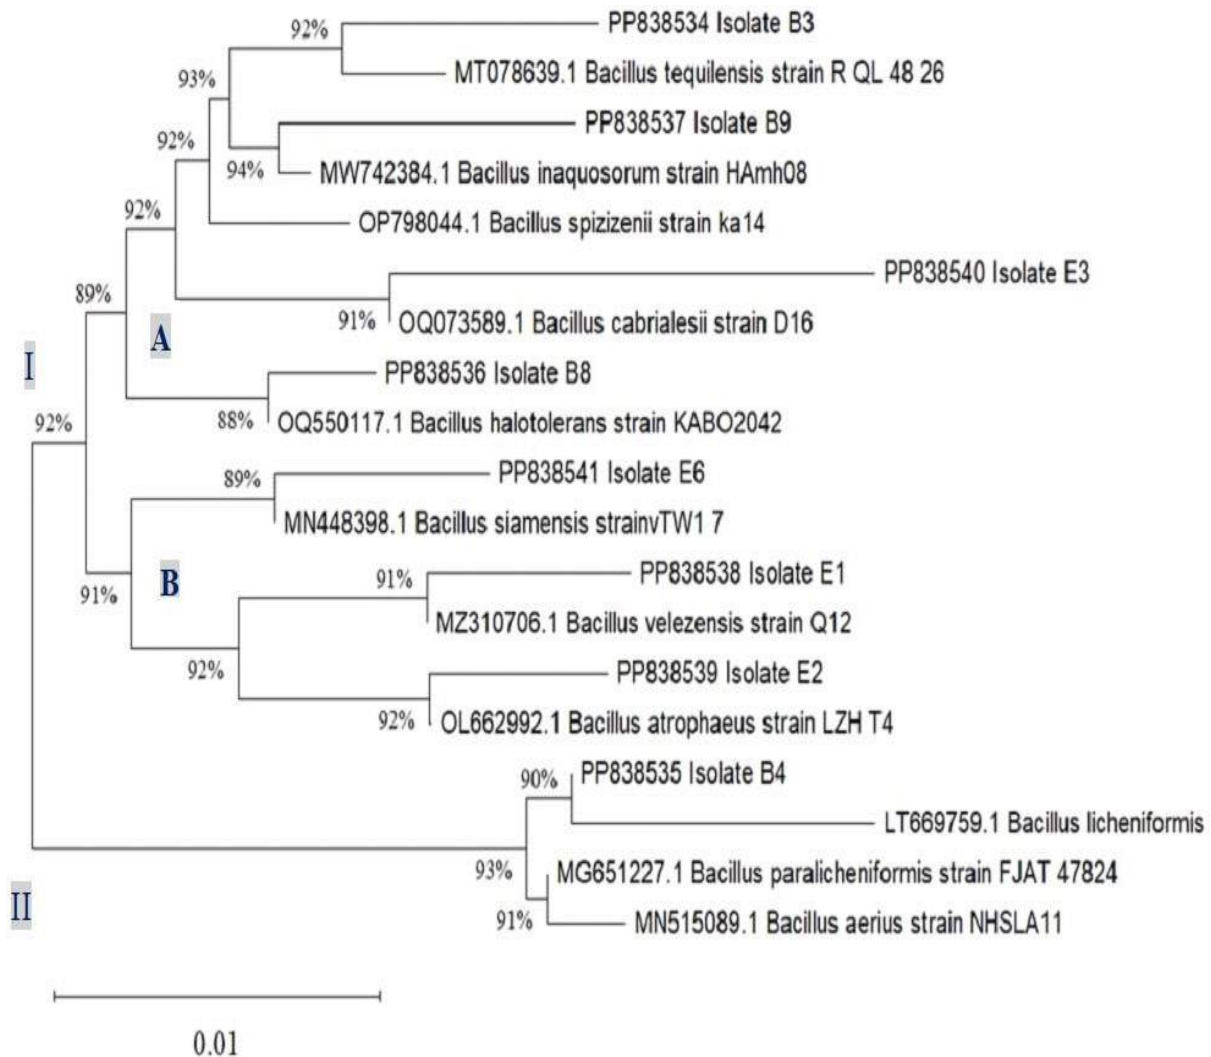 92%
PP838534 Isolate B3
MT078639.1 Bacillus tequilensis strain R QL 48 26
93%
PP838537 Isolate B9
92%
94%
MW742384.1 Bacillus inaquosorum strain HAmh08
92%
OP798044.1 Bacillus spizizenii strain ka14
PP838540 Isolate E3
89%
91%
OQ073589.1 Bacillus cabrialesii strain D16
A
I
PP838536 Isolate B8
92%
88%
OQ550117.1 Bacillus halotolerans strain KABO2042
89%
PP838541 Isolate E6
MN448398.1 Bacillus siamensis strainvTW1 7
91%
B
91%
PP838538 Isolate E1
MZ310706.1 Bacillus velezensis strain Q12
92%
PP838539 Isolate E2
92%
OL662992.1 Bacillus atrophaeus strain LZH T4
90%
PP838535 Isolate B4
LT669759.1 Bacillus licheniformis
93%
MG651227.1 Bacillus paralicheniformis strain FJAT 47824
II
91%
MN515089.1 Bacillus aerius strain NHSLA11
0.01